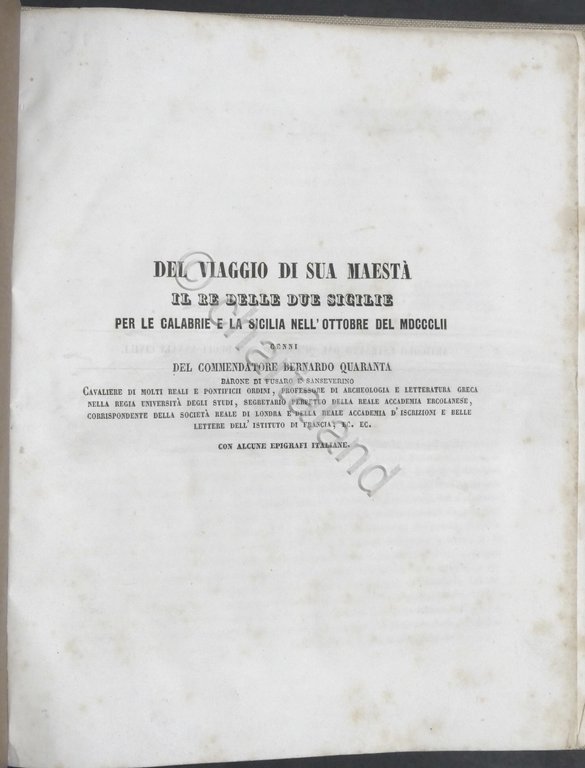 DEL VIAGGIO DI SUA MAESTÀ
IL RE DELLE DUE SICILIE
PER LE CALABRIE E LA SICILIA NELL'OTTOBRE DEL MDCCCLII
CENNI
DEL COMMENDATORE BERNARDO QUARANTA
BARONE DI FUSARO E SANSEVERINO
CAVALIERE DI MOLTI REALI E PONTIFICII ORDINI, PROFESSORE DI ARCHEOLOGIA E LETTERATURA GRECA
NELLA REGIA UNIVERSITÀ DEGLI STUDI, SEGRETARIO PERPETUO DELLA REALE ACCADEMIA ERCOLANESE,
CORRISPONDENTE DELLA SOCIETÀ REALE DI LONDRA E DELLA REALE ACCADEMIA D'ISCRIZIONI E BELLE
LETTERE DELL'ISTITUTO DI FRANCIA; EC. EC.
CON ALCUNE EPIGRAFI ITALIANE.